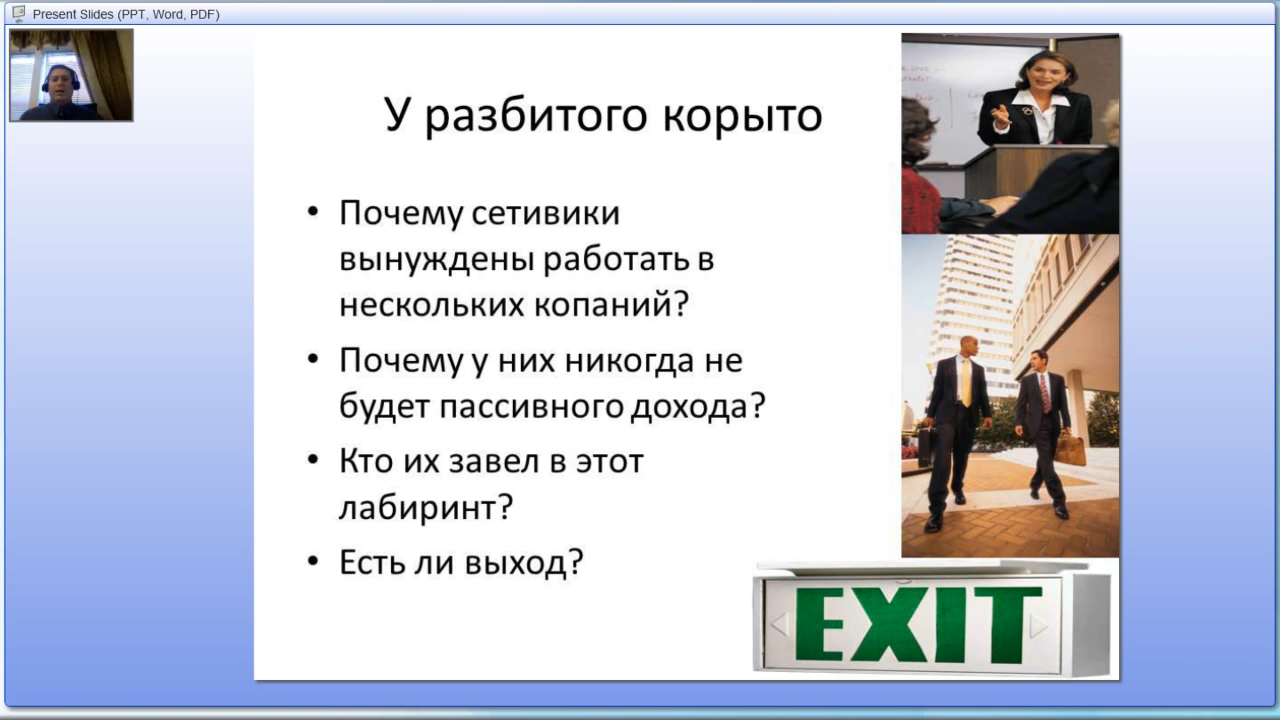 Present Slides (PPT, Word, PDF)
У разбитого корыто
• Почему сетивики
вынуждены работать в
нескольких копаний?
• Почему у них никогда не
будет пассивного дохода?
• Кто их завел в этот
лабиринт?
• Есть ли выход?
EXIT